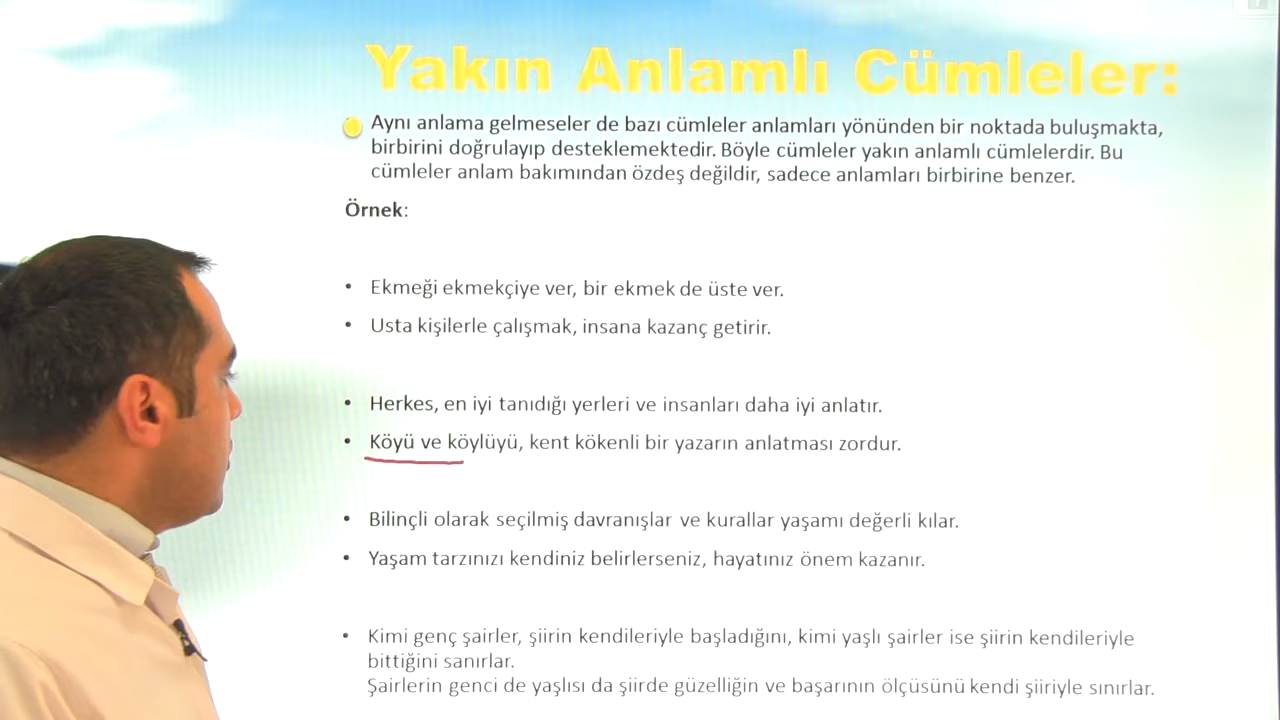 Yakın Anlamlı Cümleler:
Aynı anlama gelmeseler de bazı cümleler anlamları yönünden bir noktada buluşmakta,
birbirini doğrulayıp desteklemektedir. Böyle cümleler yakın anlamlı cümlelerdir. Bu
cümleler anlam bakımından özdeş değildir, sadece anlamları birbirine benzer.
Örnek:
• Ekmeği ekmekçiye ver, bir ekmek de üste ver.
• Usta kişilerle çalışmak, insana kazanç getirir.
• Herkes, en iyi tanıdığı yerleri ve insanları daha iyi anlatır.
• Köyü ve köylüyü, kent kökenli bir yazarın anlatması zordur.
• Bilinçli olarak seçilmiş davranışlar ve kurallar yaşamı değerli kılar.
• Yaşam tarzınızı kendiniz belirlerseniz, hayatınız önem kazanır.
• Kimi genç şairler, şiirin kendileriyle başladığını, kimi yaşlı şairler ise şiirin kendileriyle
bittiğini sanırlar.
Şairlerin genci de yaşlısı da şiirde güzelliğin ve başarının ölçüsünü kendi şiiriyle sınırlar.